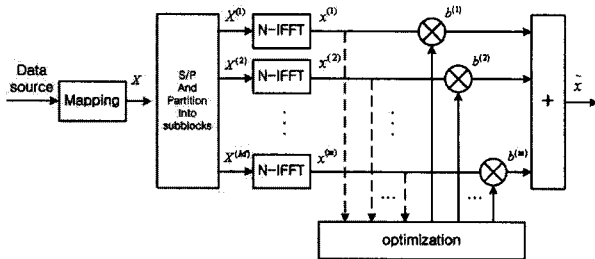 Data
source
Mapping
X
S/P
And
Partition
Into
subblocks
X^(1)
N-IFFT
x^(1)
b^(1)
X^(2)
N-IFFT
x^(2)
b^(2)
X^(M)
N-IFFT
x^(m)
b^(m)
...
...
+
x̃
optimization